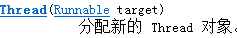 Thread(Runnable target)
分配新的 Thread 对象。